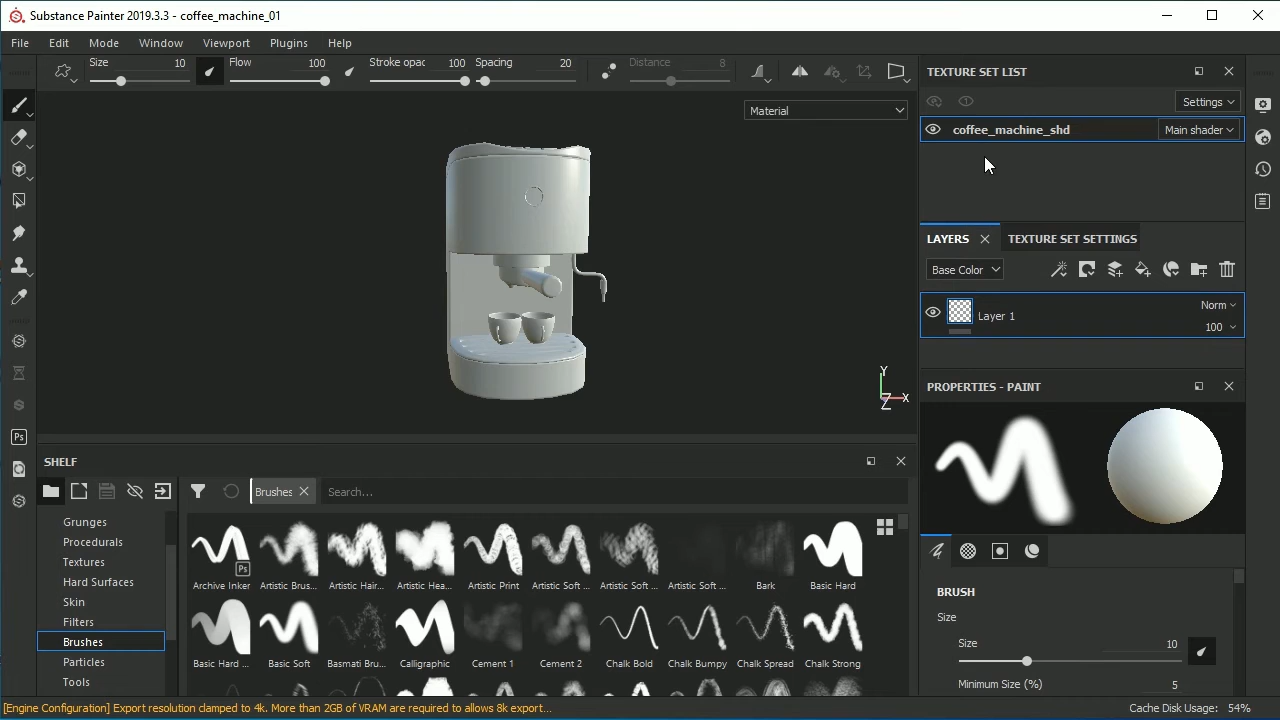 Substance Painter 2019.3.3 - coffee_machine_01
File Edit Mode Window Viewport Plugins Help
Size 10 Flow 100 Stroke opac 100 Spacing 20 Distance 8
Material
Y
X
Z
TEXTURE SET LIST
Settings
coffee_machine_shd Main shader
LAYERS TEXTURE SET SETTINGS
Base Color
Layer 1 Norm
100
PROPERTIES - PAINT
BRUSH
Size
Size 10
Minimum Size (%) 5
Ps
SHELF
Brushes Search...
Grunges
Procedurals
Textures
Hard Surfaces
Skin
Filters
Brushes
Particles
Tools
Ps
Archive Inker Artistic Brus... Artistic Hair... Artistic Hea... Artistic Print Artistic Soft ... Artistic Soft ... Artistic Soft ... Bark Basic Hard
Basic Hard ... Basic Soft Basmati Bru... Calligraphic Cement 1 Cement 2 Chalk Bold Chalk Bumpy Chalk Spread Chalk Strong
[Engine Configuration] Export resolution clamped to 4k. More than 2GB of VRAM are required to allows 8k export... Cache Disk Usage: 54%